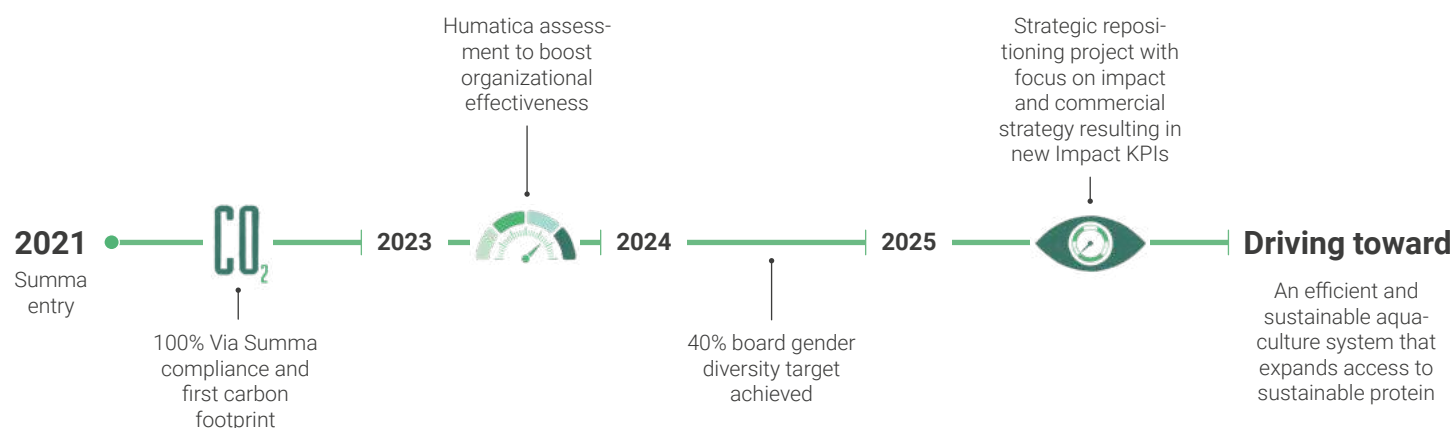 2021
Summa
entry
CO2
100% Via Summa
compliance and
first carbon
footprint
2023
Humatica assess-
ment to boost
organizational
effectiveness
2024
40% board gender
diversity target
achieved
2025
Strategic reposi-
tioning project with
focus on impact
and commercial
strategy resulting in
new Impact KPIs
Driving toward
An efficient and
sustainable aqua-
culture system that
expands access to
sustainable protein